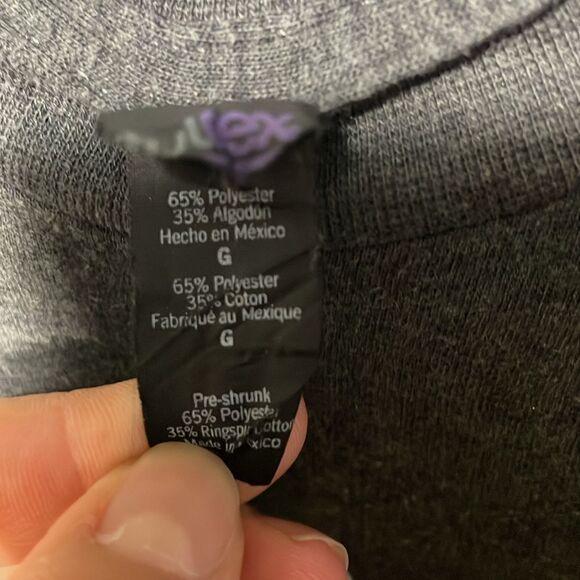 tex
65% Polyester
35% Algodón
Hecho en México
G
65% Polyester
35% Coton
Fabriqué au Mexique
G
Pre-shrunk
65% Polyester
35% Ringspun Cotton
Made in Mexico